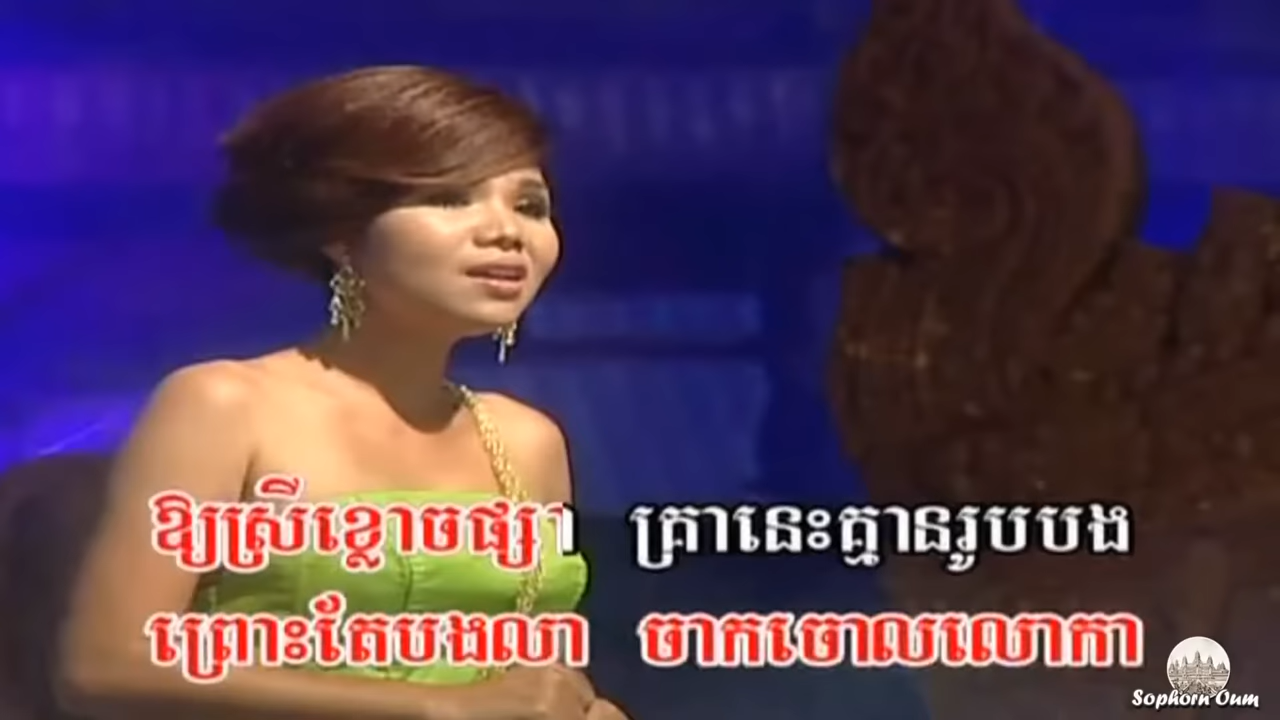 ឱ្យស្រីខ្លោចផ្សា គ្រានេះគ្មានរូបបង
ព្រោះតែបងលា ចាកចោលលោកា
Sophorn Oum